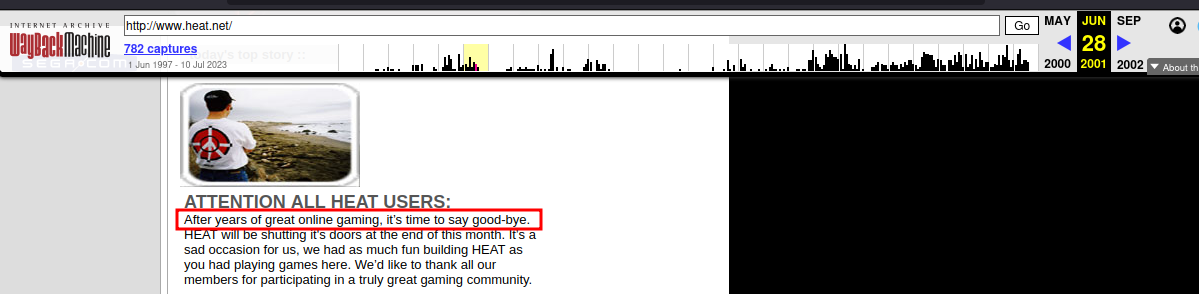 INTERNET ARCHIVE
WayBackMachine
http://www.heat.net/
Go
MAY
JUN
SEP
782 captures
28
1 Jun 1997 - 10 Jul 2023
2000
2001
2002
About th
day's top story ::
SEGA.COM
ATTENTION ALL HEAT USERS:
After years of great online gaming, it's time to say good-bye.
HEAT will be shutting it's doors at the end of this month. It's a
sad occasion for us, we had as much fun building HEAT as
you had playing games here. We'd like to thank all our
members for participating in a truly great gaming community.